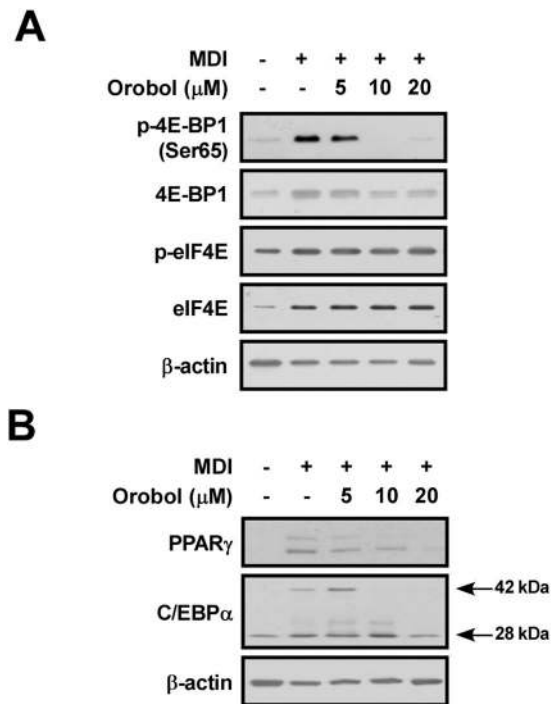 A
MDI - + + + +
Orobol (μM) - - 5 10 20
p-4E-BP1
(Ser65)
4E-BP1
p-eIF4E
eIF4E
β-actin
B
MDI - + + + +
Orobol (μM) - - 5 10 20
PPARγ
42 kDa
C/EBPα
28 kDa
β-actin